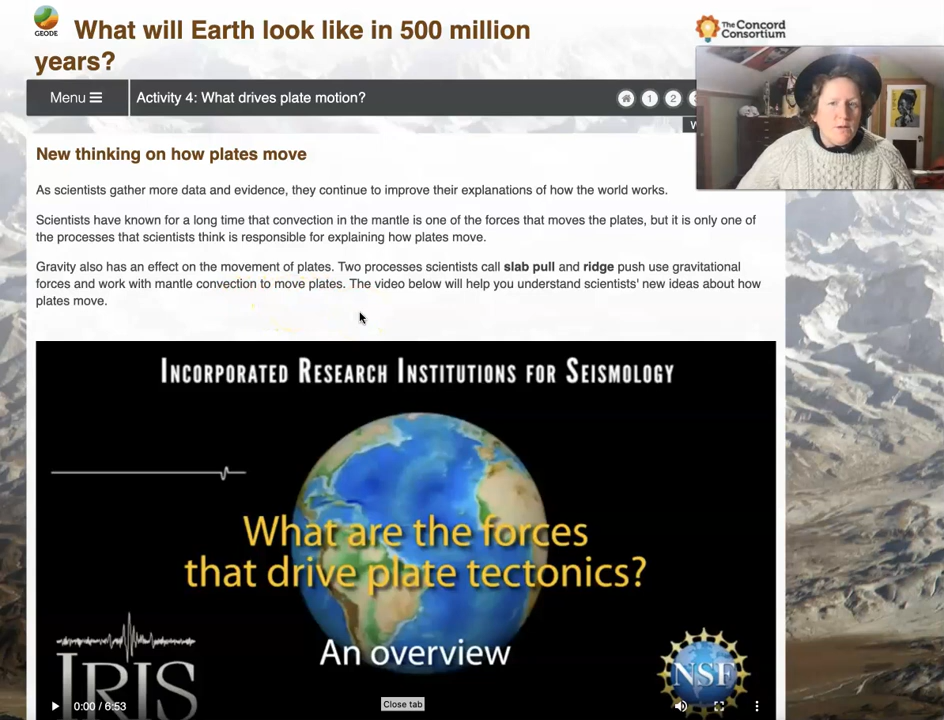 GEODE
What will Earth look like in 500 million
years?
The Concord
Consortium
Menu
Activity 4: What drives plate motion?
1 2
New thinking on how plates move
As scientists gather more data and evidence, they continue to improve their explanations of how the world works.
Scientists have known for a long time that convection in the mantle is one of the forces that moves the plates, but it is only one of
the processes that scientists think is responsible for explaining how plates move.
Gravity also has an effect on the movement of plates. Two processes scientists call slab pull and ridge push use gravitational
forces and work with mantle convection to move plates. The video below will help you understand scientists' new ideas about how
plates move.
INCORPORATED RESEARCH INSTITUTIONS FOR SEISMOLOGY
What are the forces
that drive plate tectonics?
An overview
IRIS
NSF
0:00 / 6:53
Close tab